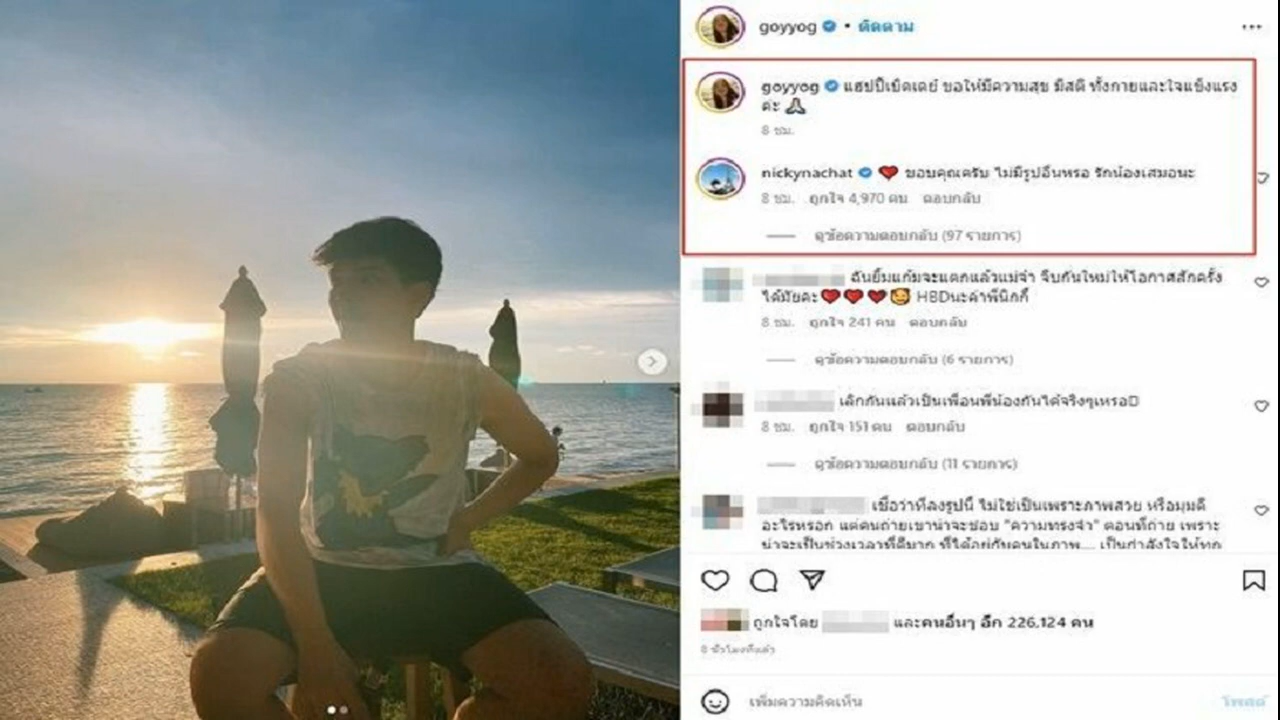 goyyog • ติดตาม
goyyog แฮปปี้เบิดเดย์ ขอให้มีความสุข มีสติ ทั้งกายและใจแข็งแรง
ค่ะ 🙏
8 ชม.
nickynachat ❤️ ขอบคุณครับ ไม่มีรูปอื่นหรอ รักน้องเสมอนะ
8 ชม. ถูกใจ 4,970 คน ตอบกลับ
ดูข้อความตอบกลับ (97 รายการ)
ฉันยิ้มแก้มจะแตกแล้วแม่จ๋า จีบกันใหม่ให้โอกาสสักครั้ง
ได้มั้ยคะ❤️❤️❤️🥰 HBDนะค้าพี่นิกกี้
8 ชม. ถูกใจ 241 คน ตอบกลับ
ดูข้อความตอบกลับ (6 รายการ)
เลิกกันแล้วเป็นเพื่อนพี่น้องกันได้จริงๆเหรอ
8 ชม. ถูกใจ 151 คน ตอบกลับ
ดูข้อความตอบกลับ (11 รายการ)
เชื่อว่าที่ลงรูปนี้ ไม่ใช่เป็นเพราะภาพสวย หรือมุมดี
อะไรหรอก แต่คนถ่ายเขาน่าจะชอบ "ความทรงจำ" ตอนที่ถ่าย เพราะ
น่าจะเป็นช่วงเวลาที่ดีมาก ที่ได้อยู่กับคนในภาพ.... เป็นกำลังใจให้ทุก
ถูกใจโดย และคนอื่นๆ อีก 226,124 คน
8 ชั่วโมงที่แล้ว
เพิ่มความคิดเห็น
โพสต์